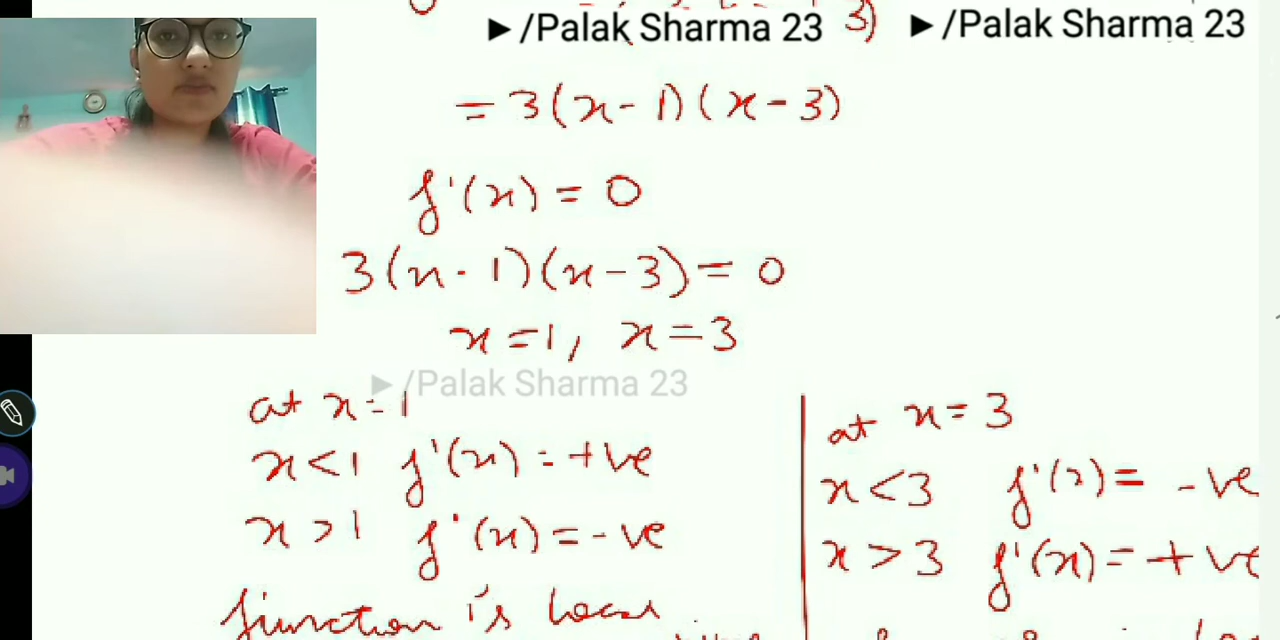 ▶/Palak Sharma 23 3) ▶/Palak Sharma 23
= 3(x-1)(x-3)
f'(x) = 0
3(x-1)(x-3) = 0
x=1, x=3
▶/Palak Sharma 23
at x=1
x<1 f'(x) = +ve
x>1 f'(x) = -ve
function is local
at x=3
x<3 f'(x) = -ve
x>3 f'(x) = +ve